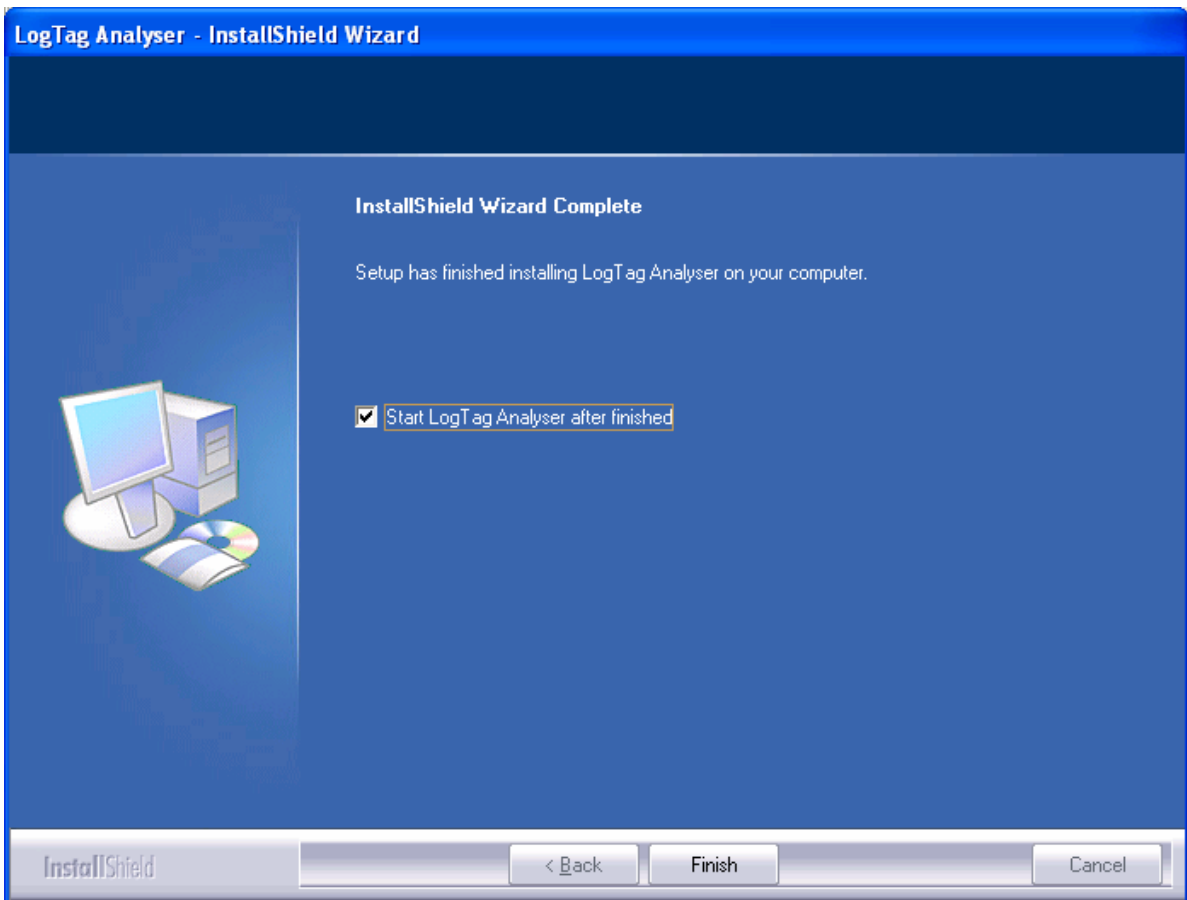 LogTag Analyser - InstallShield Wizard
InstallShield Wizard Complete
Setup has finished installing LogTag Analyser on your computer.
Start LogTag Analyser after finished
InstallShield
< Back
Finish
Cancel